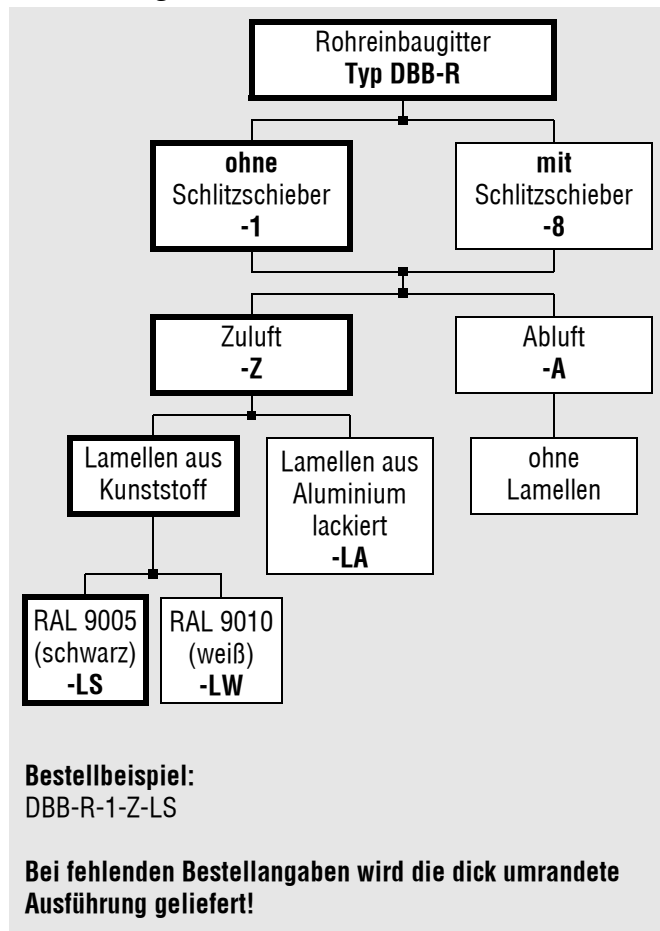 Rohreinbaugitter
Typ DBB-R
ohne
Schlitzschieber
-1
mit
Schlitzschieber
-8
Zuluft
-Z
Abluft
-A
Lamellen aus
Kunststoff
Lamellen aus
Aluminium
lackiert
-LA
ohne
Lamellen
RAL 9005
(schwarz)
-LS
RAL 9010
(weiß)
-LW
Bestellbeispiel:
DBB-R-1-Z-LS
Bei fehlenden Bestellangaben wird die dick umrandete
Ausführung geliefert!